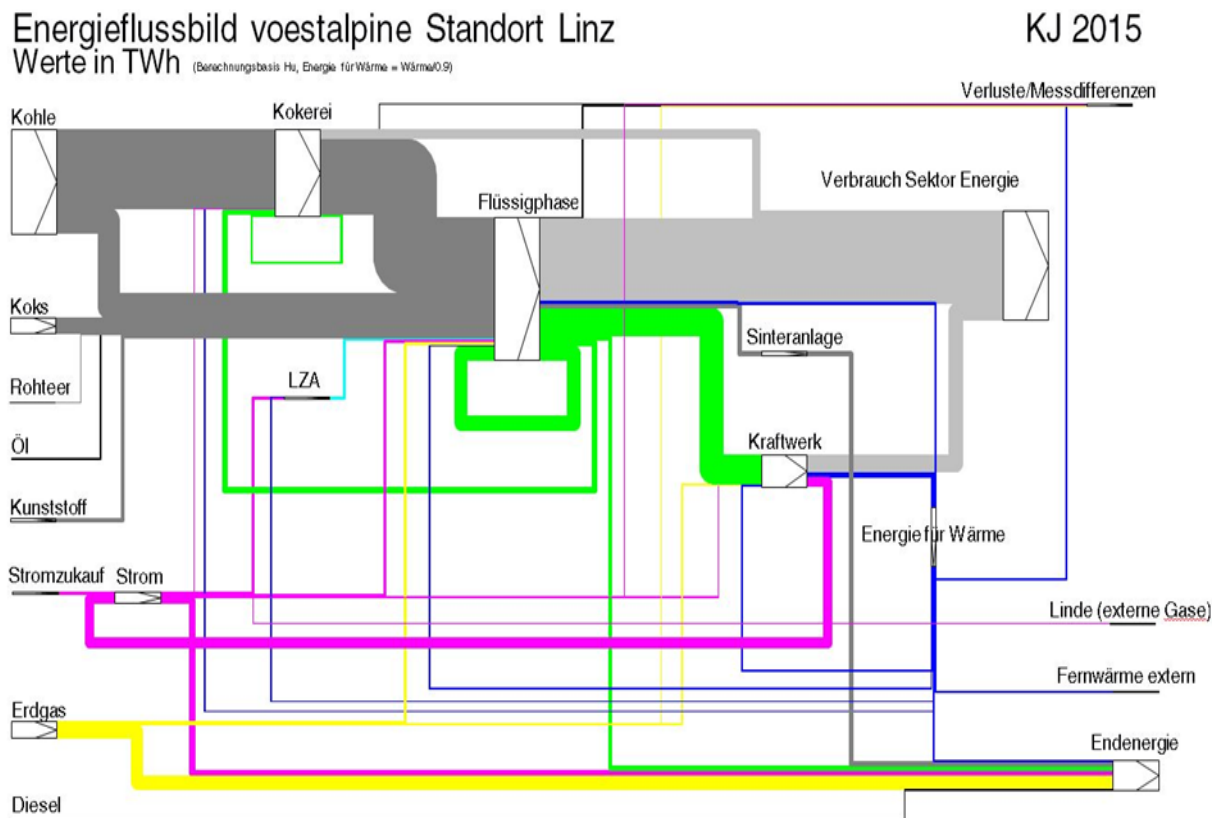 Energieflussbild voestalpine Standort Linz
KJ 2015
Werte in TWh (Berechnungsbasis Hu, Energie für Wärme = Wärme/0.9)
Verluste/Messdifferenzen
Kohle
Kokerei
Verbrauch Sektor Energie
Flüssigphase
Koks
Sinteranlage
Rohteer
LZA
Öl
Kraftwerk
Kunststoff
Energie für Wärme
Stromzukauf
Strom
Linde (externe Gase)
Fernwärme extern
Erdgas
Endenergie
Diesel